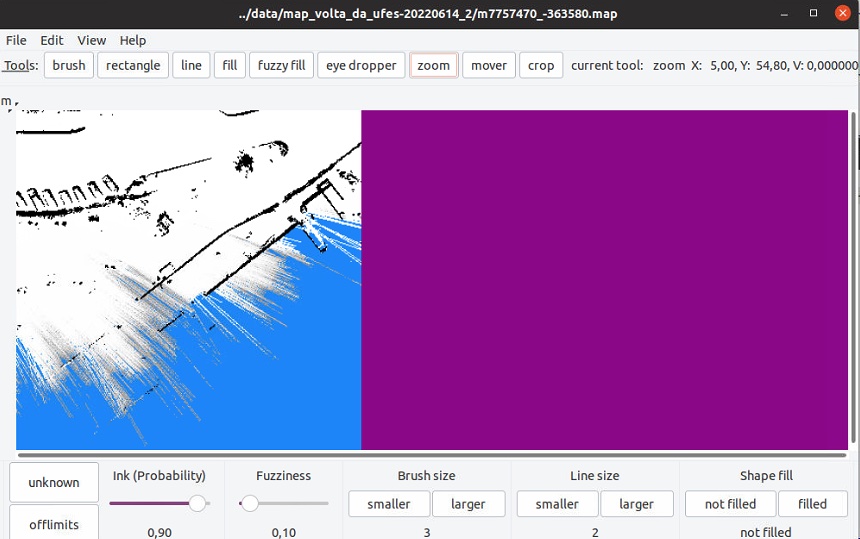 ../data/map_volta_da_ufes-20220614_2/m7757470_-363580.map
File Edit View Help
Tools: brush rectangle line fill fuzzy fill eye dropper zoom mover crop current tool: zoom X: 5,00, Y: 54,80, V: 0,000000
m
unknown Ink (Probability) Fuzziness Brush size Line size Shape fill
smaller larger smaller larger not filled filled
offlimits 0,90 0,10 3 2 not filled